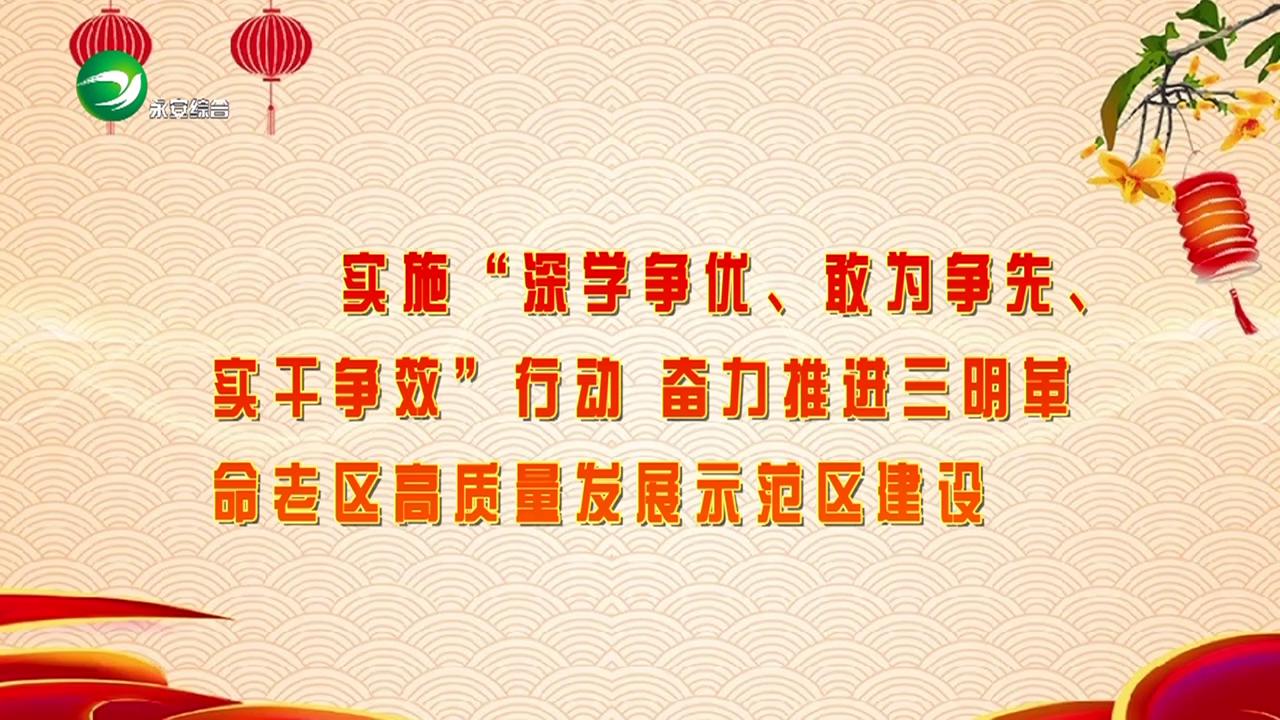 永安综合
实施“深学争优、敢为争先、
实干争效”行动 奋力推进三明革
命老区高质量发展示范区建设